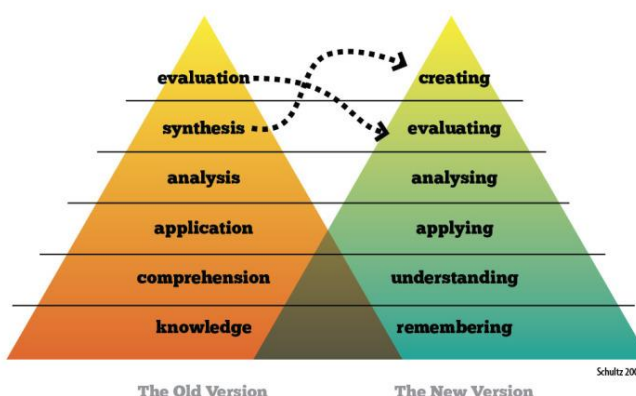 evaluation
creating
synthesis
evaluating
analysis
analysing
application
applying
comprehension
understanding
knowledge
remembering
Schultz 200
The Old Version
The New Version